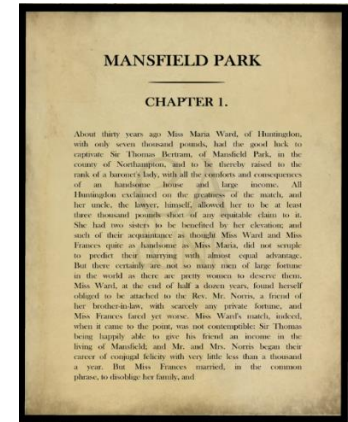 MANSFIELD PARK
CHAPTER 1.
About thirty years ago Miss Maria Ward, of Huntingdon,
with only seven thousand pounds, had the good luck to
captivate Sir Thomas Bertram, of Mansfield Park, in the
county of Northampton, and to be thereby raised to the
rank of a baronet's lady, with all the comforts and consequences
of an handsome house and large income. All
Huntingdon exclaimed on the greatness of the match, and
her uncle, the lawyer, himself, allowed her to be at least
three thousand pounds short of any equitable claim to it.
She had two sisters to be benefited by her elevation; and
such of their acquaintance as thought Miss Ward and Miss
Frances quite as handsome as Miss Maria, did not scruple
to predict their marrying with almost equal advantage.
But there certainly are not so many men of large fortune
in the world as there are pretty women to deserve them.
Miss Ward, at the end of half a dozen years, found herself
obliged to be attached to the Rev. Mr. Norris, a friend of
her brother-in-law, with scarcely any private fortune, and
Miss Frances fared yet worse. Miss Ward's match, indeed,
when it came to the point, was not contemptible: Sir Thomas
being happily able to give his friend an income in the
living of Mansfield; and Mr. and Mrs. Norris began their
career of conjugal felicity with very little less than a thousand
a year. But Miss Frances married, in the common
phrase, to disoblige her family, and